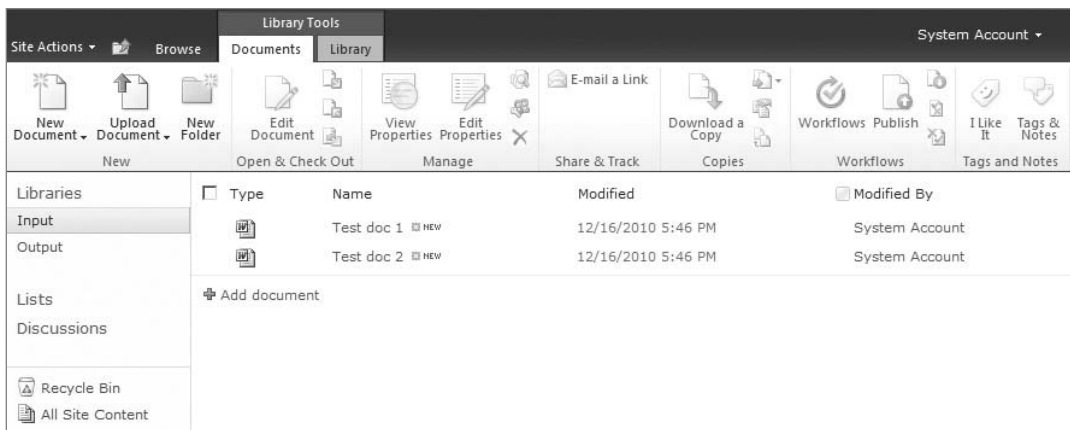 Library Tools
Site Actions Browse Documents Library System Account
New Document Upload Document New Folder
New
Edit Document
Open & Check Out
View Properties Edit Properties
Manage
E-mail a Link
Share & Track
Download a Copy
Copies
Workflows Publish
Workflows
I Like It Tags & Notes
Tags and Notes
Libraries
Input
Output
Lists
Discussions
Recycle Bin
All Site Content
Type Name Modified Modified By
Test doc 1 NEW 12/16/2010 5:46 PM System Account
Test doc 2 NEW 12/16/2010 5:46 PM System Account
Add document